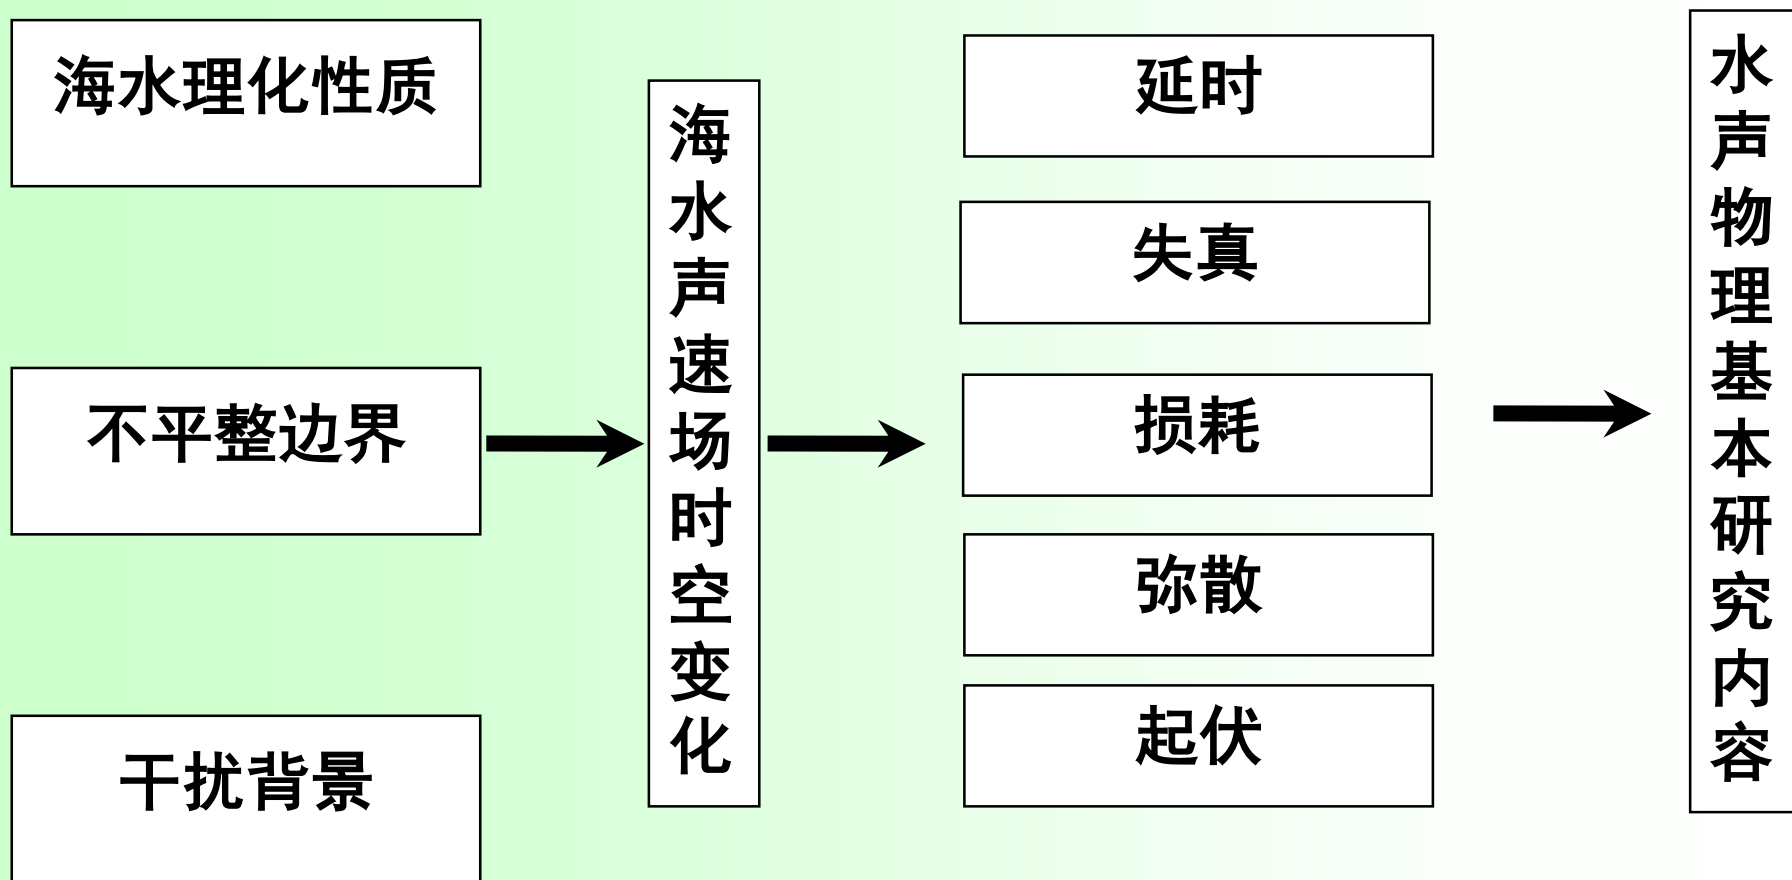 海水理化性质
不平整边界
干扰背景
海水声速场时空变化
延时
失真
损耗
弥散
起伏
水声物理基本研究内容